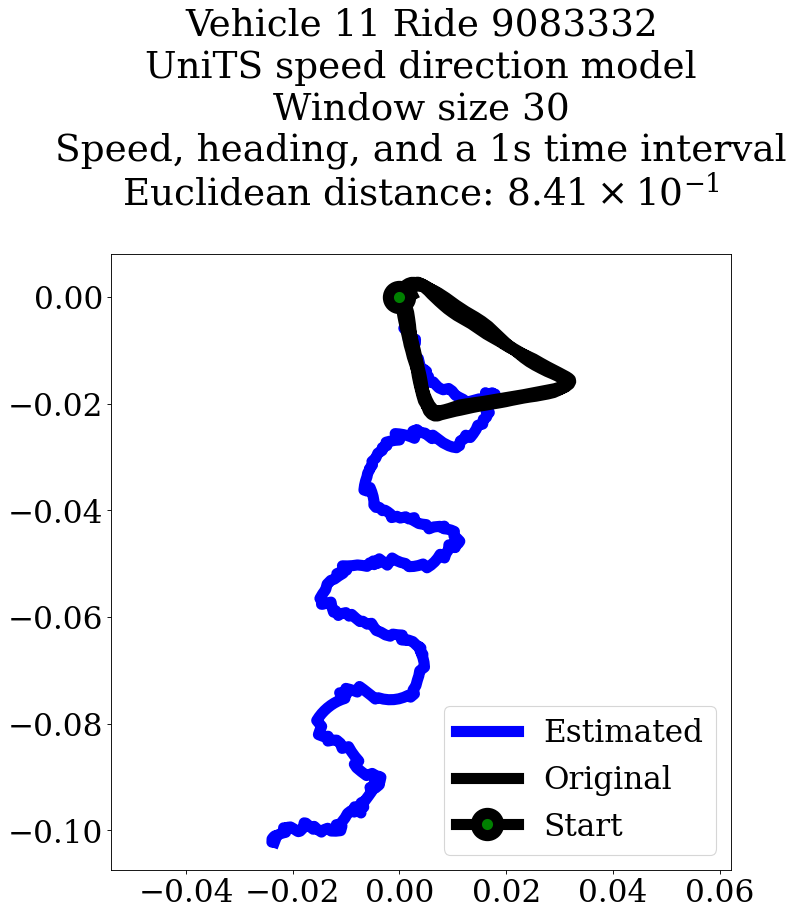 Vehicle 11 Ride 9083332
UniTS speed direction model
Window size 30
Speed, heading, and a 1s time interval
Euclidean distance: 8.41 × 10⁻¹
0.00
−0.02
−0.04
−0.06
−0.08
−0.10
Estimated
Original
Start
−0.04 −0.02 0.00 0.02 0.04 0.06